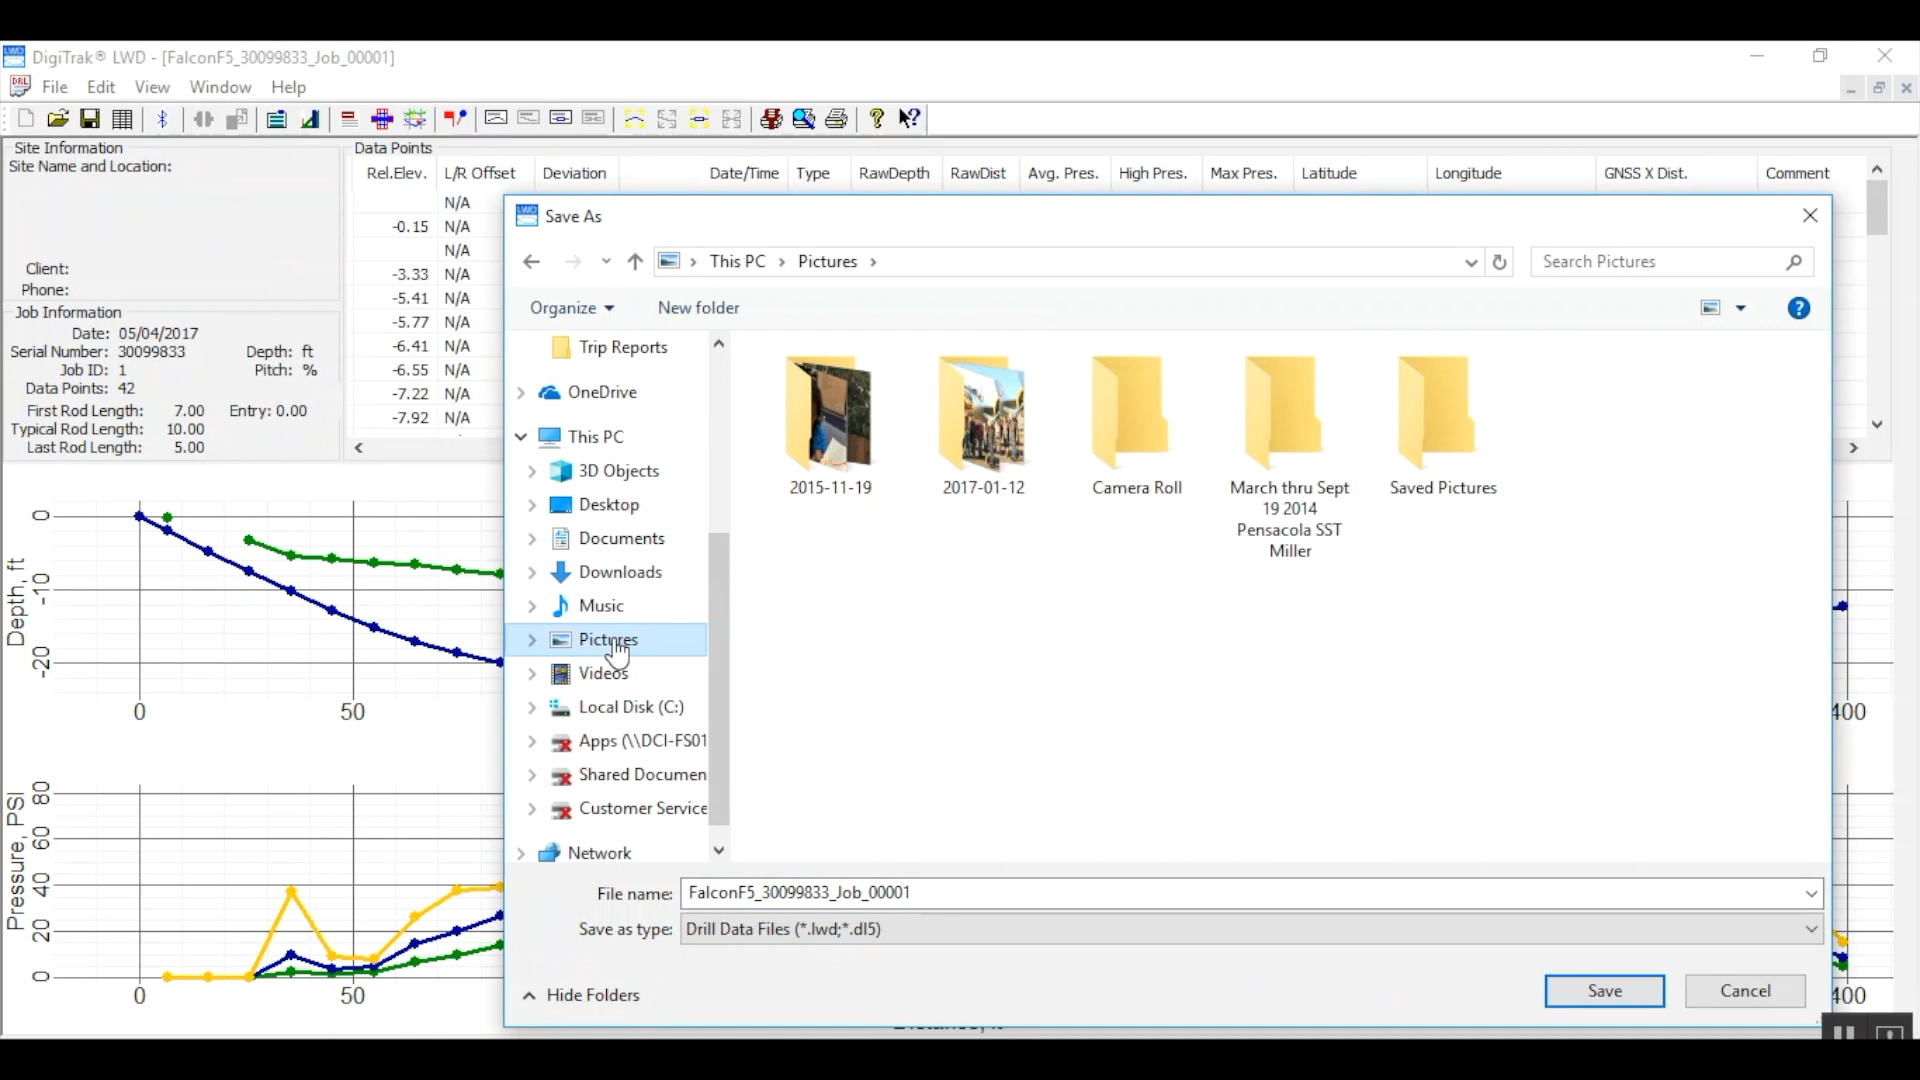 DigiTrak® LWD - [FalconF5_30099833_Job_00001]
File Edit View Window Help
Site Information
Site Name and Location:
Client:
Phone:
Job Information
Date: 05/04/2017
Serial Number: 30099833 Depth: ft
Job ID: 1 Pitch: %
Data Points: 42
First Rod Length: 7.00 Entry: 0.00
Typical Rod Length: 10.00
Last Rod Length: 5.00
Data Points
Rel.Elev. L/R Offset Deviation Date/Time Type RawDepth RawDist Avg. Pres. High Pres. Max Pres. Latitude Longitude GNSS X Dist. Comment
N/A
-0.15 N/A
N/A
-3.33 N/A
-5.41 N/A
-5.77 N/A
-6.41 N/A
-6.55 N/A
-7.22 N/A
-7.92 N/A
LWD Save As
This PC > Pictures >
Search Pictures
Organize New folder
Trip Reports
OneDrive
This PC
3D Objects
Desktop
Documents
Downloads
Music
Pictures
Videos
Local Disk (C:)
Apps (\\DCI-FS01
Shared Documen
Customer Service
Network
2015-11-19
2017-01-12
Camera Roll
March thru Sept
19 2014
Pensacola SST
Miller
Saved Pictures
File name: FalconF5_30099833_Job_00001
Save as type: Drill Data Files (*.lwd;*.dl5)
Hide Folders
Save Cancel
Depth, ft
0
-10
-20
0 50 400
Pressure, PSI
80
60
40
20
0
0 50 400